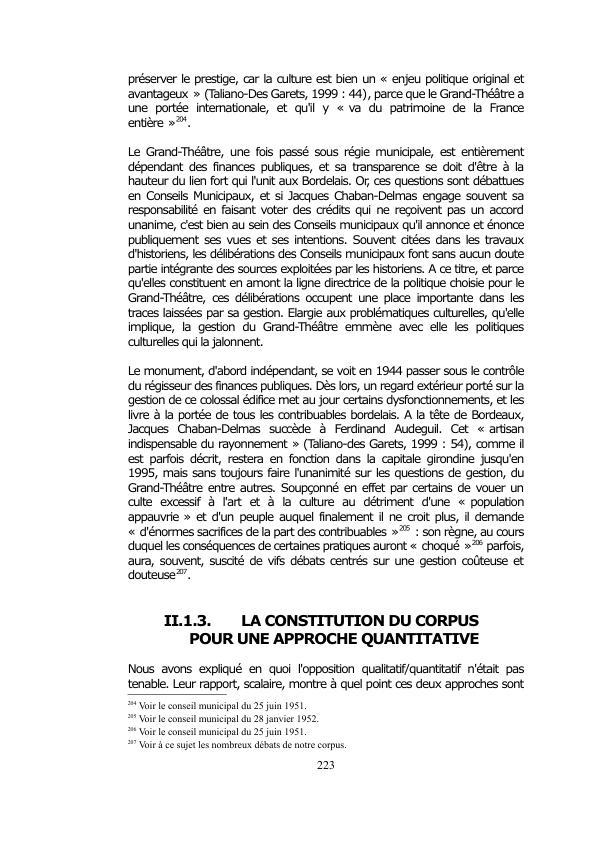 préserver le prestige, car la culture est bien un « enjeu politique original et
avantageux » (Taliano-Des Garets, 1999 : 44), parce que le Grand-Théâtre a
une portée internationale, et qu'il y « va du patrimoine de la France
entière »204.
Le Grand-Théâtre, une fois passé sous régie municipale, est entièrement
dépendant des finances publiques, et sa transparence se doit d'être à la
hauteur du lien fort qui l'unit aux Bordelais. Or, ces questions sont débattues
en Conseils Municipaux, et si Jacques Chaban-Delmas engage souvent sa
responsabilité en faisant voter des crédits qui ne reçoivent pas un accord
unanime, c'est bien au sein des Conseils municipaux qu'il annonce et énonce
publiquement ses vues et ses intentions. Souvent citées dans les travaux
d'historiens, les délibérations des Conseils municipaux font sans aucun doute
partie intégrante des sources exploitées par les historiens. A ce titre, et parce
qu'elles constituent en amont la ligne directrice de la politique choisie pour le
Grand-Théâtre, ces délibérations occupent une place importante dans les
traces laissées par sa gestion. Elargie aux problématiques culturelles, qu'elle
implique, la gestion du Grand-Théâtre emmène avec elle les politiques
culturelles qui la jalonnent.
Le monument, d'abord indépendant, se voit en 1944 passer sous le contrôle
du régisseur des finances publiques. Dès lors, un regard extérieur porté sur la
gestion de ce colossal édifice met au jour certains dysfonctionnements, et les
livre à la portée de tous les contribuables bordelais. A la tête de Bordeaux,
Jacques Chaban-Delmas succède à Ferdinand Audeguil. Cet « artisan
indispensable du rayonnement » (Taliano-des Garets, 1999 : 54), comme il
est parfois décrit, restera en fonction dans la capitale girondine jusqu'en
1995, mais sans toujours faire l'unanimité sur les questions de gestion, du
Grand-Théâtre entre autres. Soupçonné en effet par certains de vouer un
culte excessif à l'art et à la culture au détriment d'une « population
appauvrie » et d'un peuple auquel finalement il ne croit plus, il demande
« d'énormes sacrifices de la part des contribuables »205 : son règne, au cours
duquel les conséquences de certaines pratiques auront « choqué »206 parfois,
aura, souvent, suscité de vifs débats centrés sur une gestion coûteuse et
douteuse207.
II.1.3. LA CONSTITUTION DU CORPUS
POUR UNE APPROCHE QUANTITATIVE
Nous avons expliqué en quoi l'opposition qualitatif/quantitatif n'était pas
tenable. Leur rapport, scalaire, montre à quel point ces deux approches sont
204 Voir le conseil municipal du 25 juin 1951.
205 Voir le conseil municipal du 28 janvier 1952.
206 Voir le conseil municipal du 25 juin 1951.
207 Voir à ce sujet les nombreux débats de notre corpus.
223